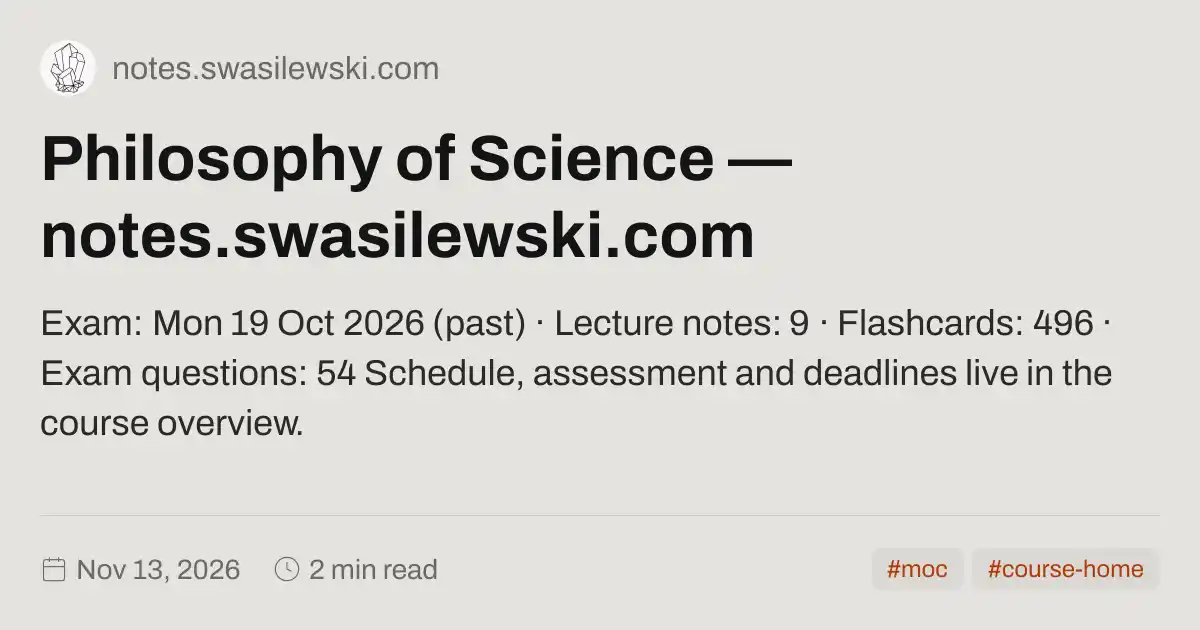 notes.swasilewski.com
Philosophy of Science —
notes.swasilewski.com
Exam: Mon 19 Oct 2026 (past) · Lecture notes: 9 · Flashcards: 496 ·
Exam questions: 54 Schedule, assessment and deadlines live in the
course overview.
Nov 13, 2026 2 min read #moc #course-home